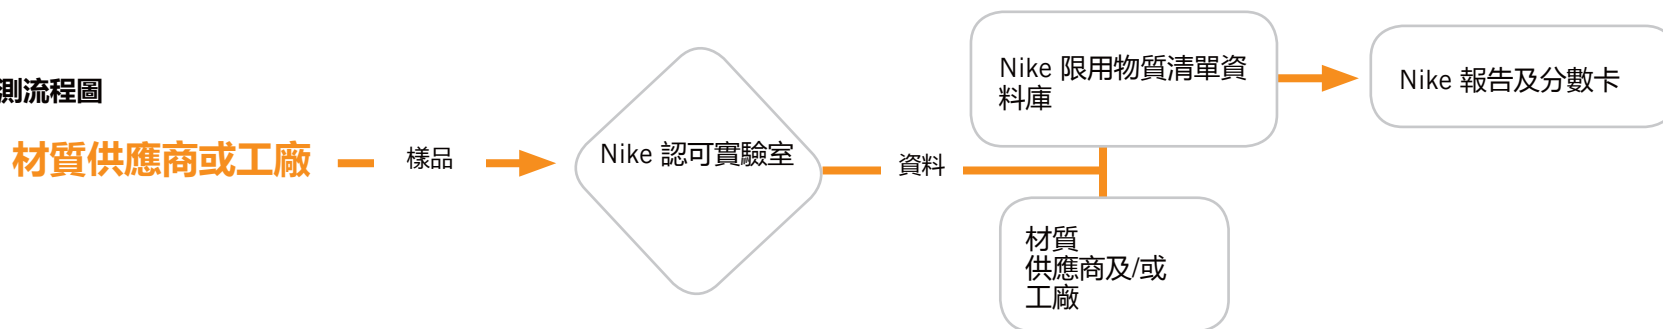 測流程圖
材質供應商或工廠
樣品
Nike 認可實驗室
資料
Nike 限用物質清單資
料庫
Nike 報告及分數卡
材質
供應商及/或
工廠